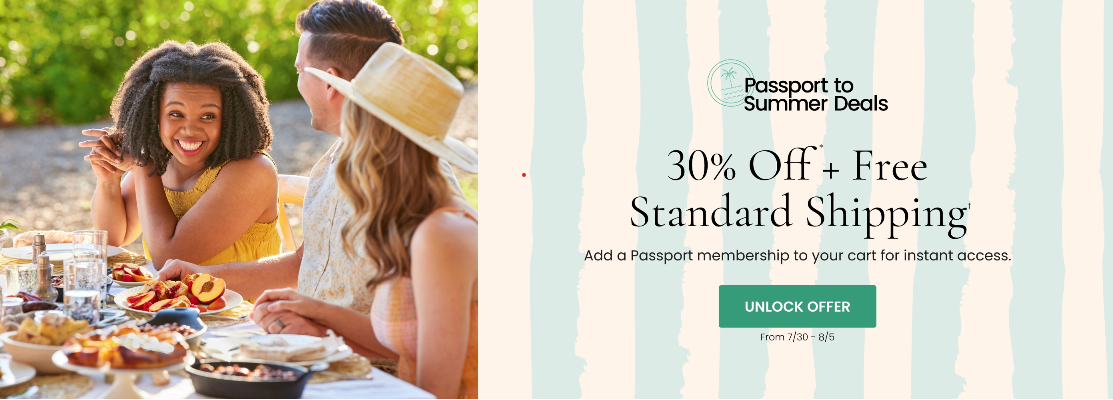 Passport to
Summer Deals
30% Off* + Free
Standard Shipping†
Add a Passport membership to your cart for instant access.
UNLOCK OFFER
From 7/30 - 8/5